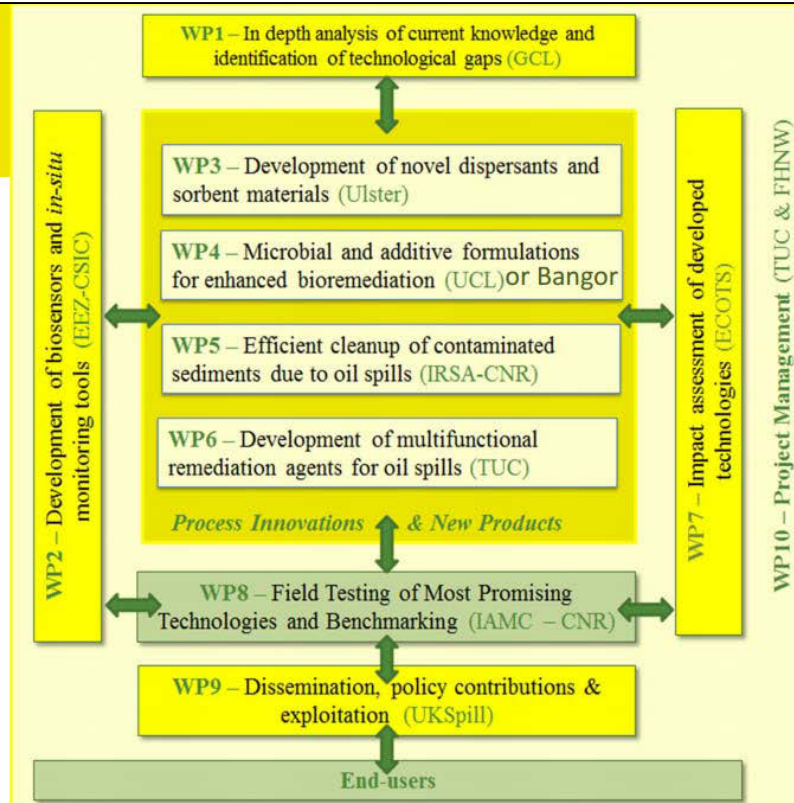 WP1 – In depth analysis of current knowledge and
identification of technological gaps (GCL)
WP2 – Development of biosensors and in-situ
monitoring tools (EEZ-CSIC)
WP3 – Development of novel dispersants and
sorbent materials (Ulster)
WP4 – Microbial and additive formulations
for enhanced bioremediation (UCL) or Bangor
WP5 – Efficient cleanup of contaminated
sediments due to oil spills (IRSA-CNR)
WP6 – Development of multifunctional
remediation agents for oil spills (TUC)
Process Innovations & New Products
WP7 – Impact assessment of developed
technologies (ECOTS)
WP10 – Project Management (TUC & FHNW)
WP8 – Field Testing of Most Promising
Technologies and Benchmarking (IAMC – CNR)
WP9 – Dissemination, policy contributions &
exploitation (UKSpill)
End-users